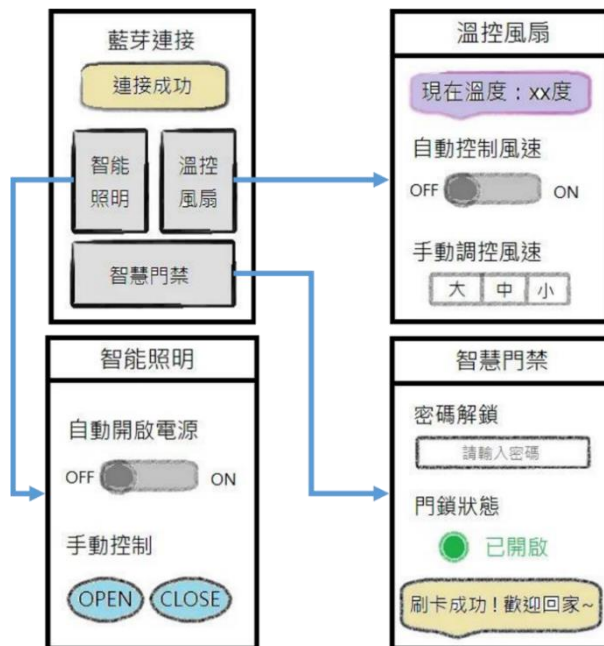 藍芽連接
連接成功
智能
照明
溫控
風扇
智慧門禁
溫控風扇
現在溫度：xx度
自動控制風速
OFF ON
手動調控風速
大 中 小
智能照明
自動開啟電源
OFF ON
手動控制
OPEN CLOSE
智慧門禁
密碼解鎖
請輸入密碼
門鎖狀態
已開啟
刷卡成功！歡迎回家~